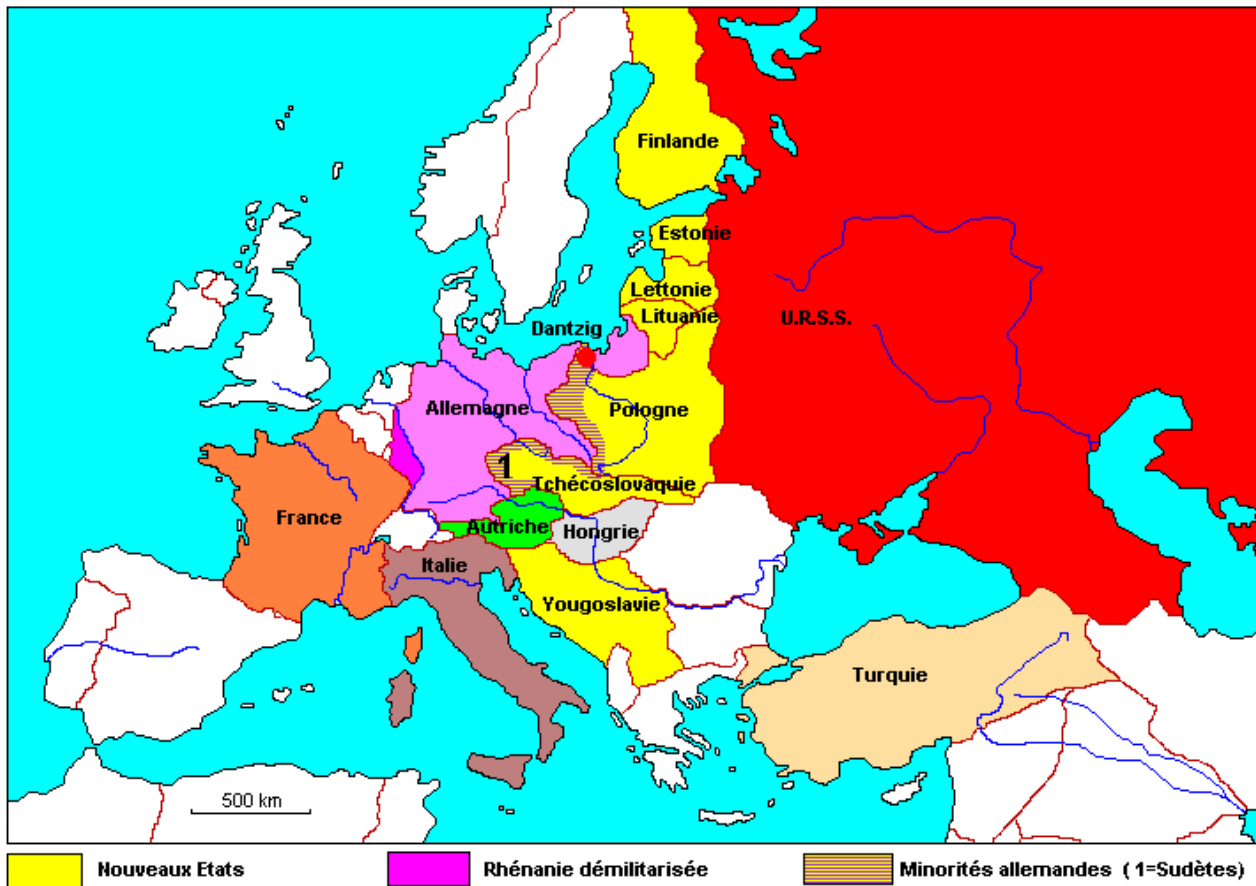 Finlande
Estonie
Lettonie
Lituanie
U.R.S.S.
Dantzig
Allemagne
Pologne
1
Tchécoslovaquie
France
Autriche
Hongrie
Italie
Yougoslavie
Turquie
500 km
Nouveaux Etats
Rhénanie démilitarisée
Minorités allemandes ( 1=Sudètes)